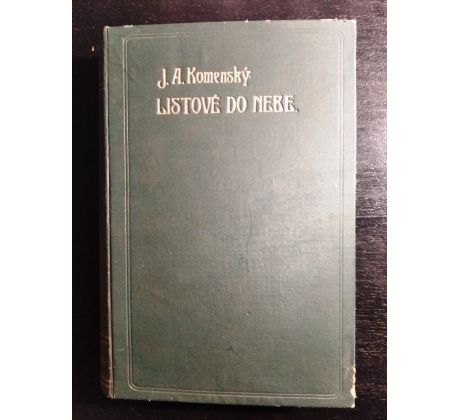 J. A. Komenský:
LISTOVÉ DO NEBE.